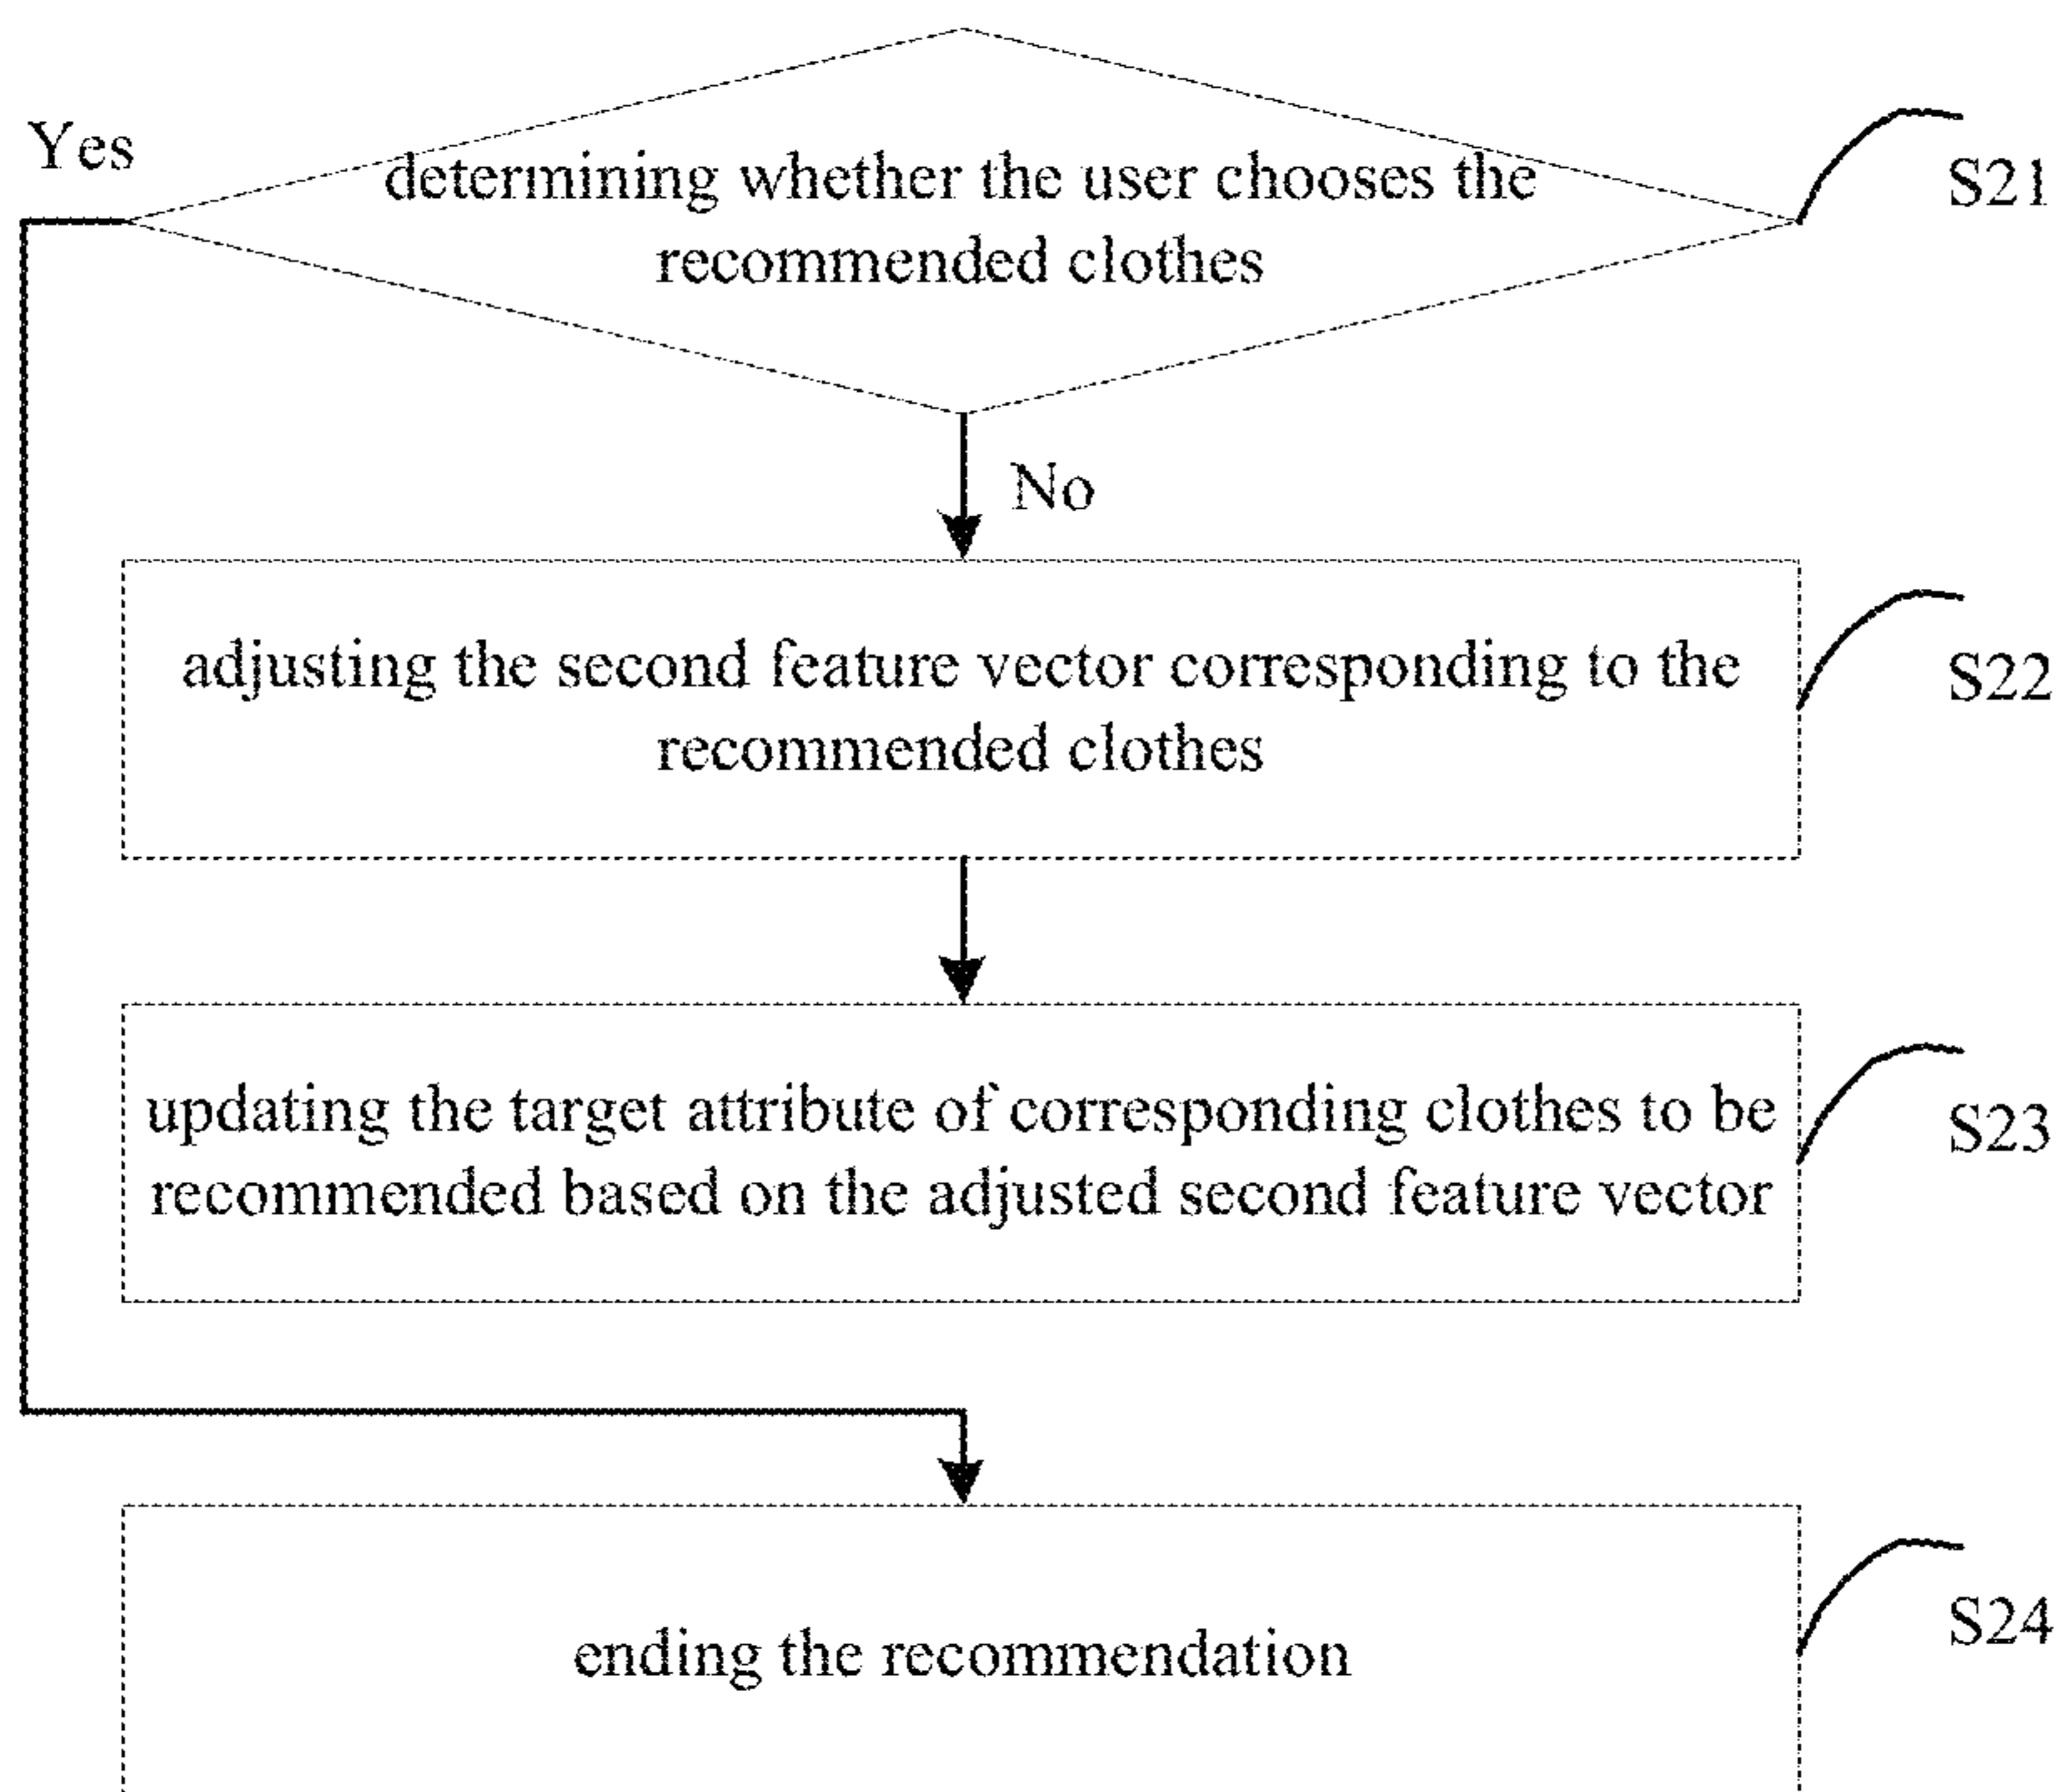 Yes
determining whether the user chooses the
recommended clothes
S21
No
adjusting the second feature vector corresponding to the
recommended clothes
S22
updating the target attribute of corresponding clothes to be
recommended based on the adjusted second feature vector
S23
ending the recommendation
S24